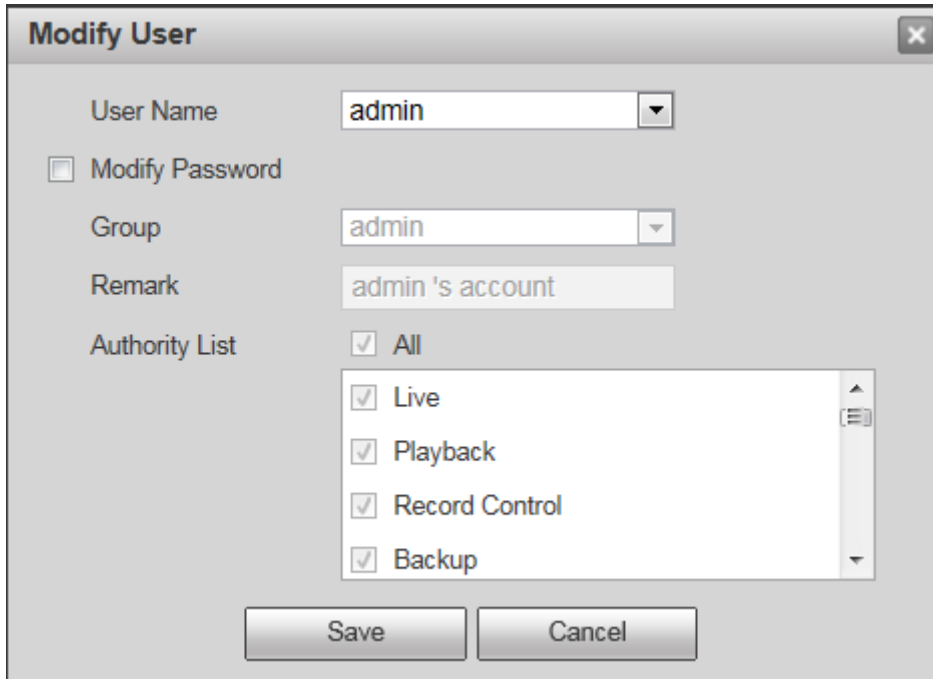 Modify User
User Name admin
Modify Password
Group admin
Remark admin 's account
Authority List All
Live
Playback
Record Control
Backup
Save Cancel